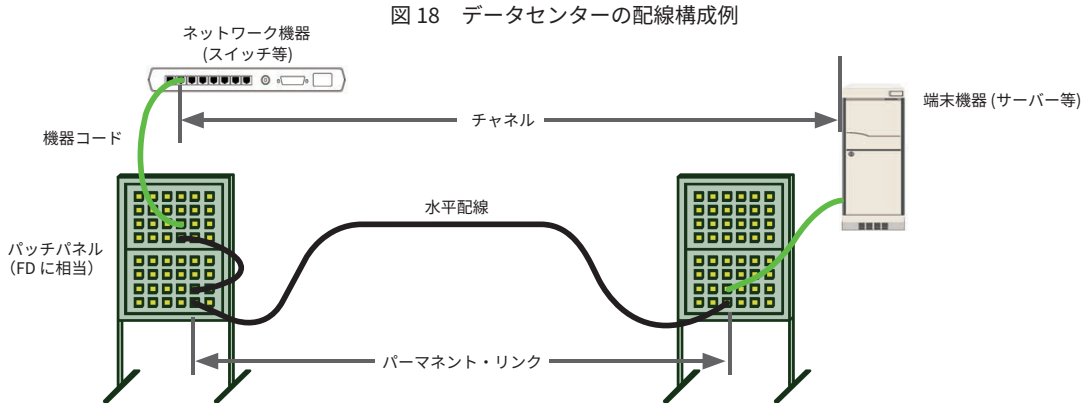 図 18　データセンターの配線構成例
ネットワーク機器
(スイッチ等)
端末機器 (サーバー等)
チャネル
機器コード
水平配線
パッチパネル
（FD に相当）
パーマネント・リンク